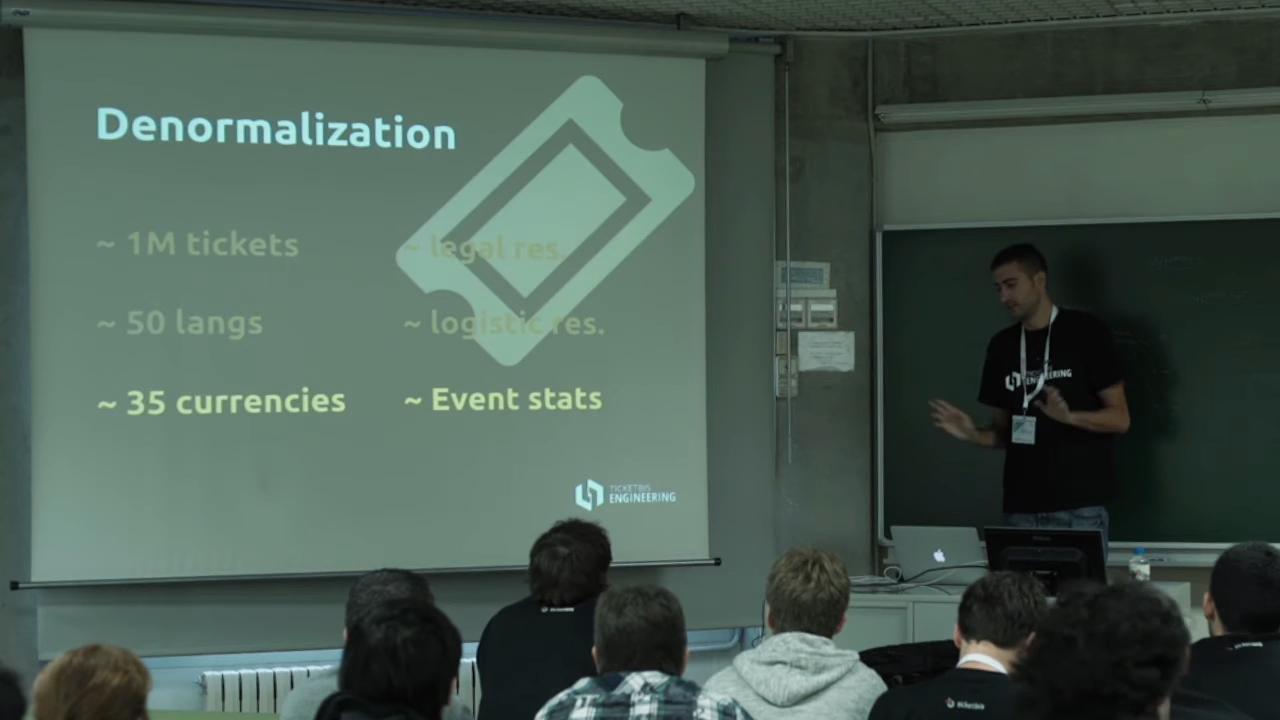 Denormalization
~ 1M tickets
~ legal res.
~ 50 langs
~ logistic res.
~ 35 currencies
~ Event stats
TICKETBIS
ENGINEERING
ENGINEERING